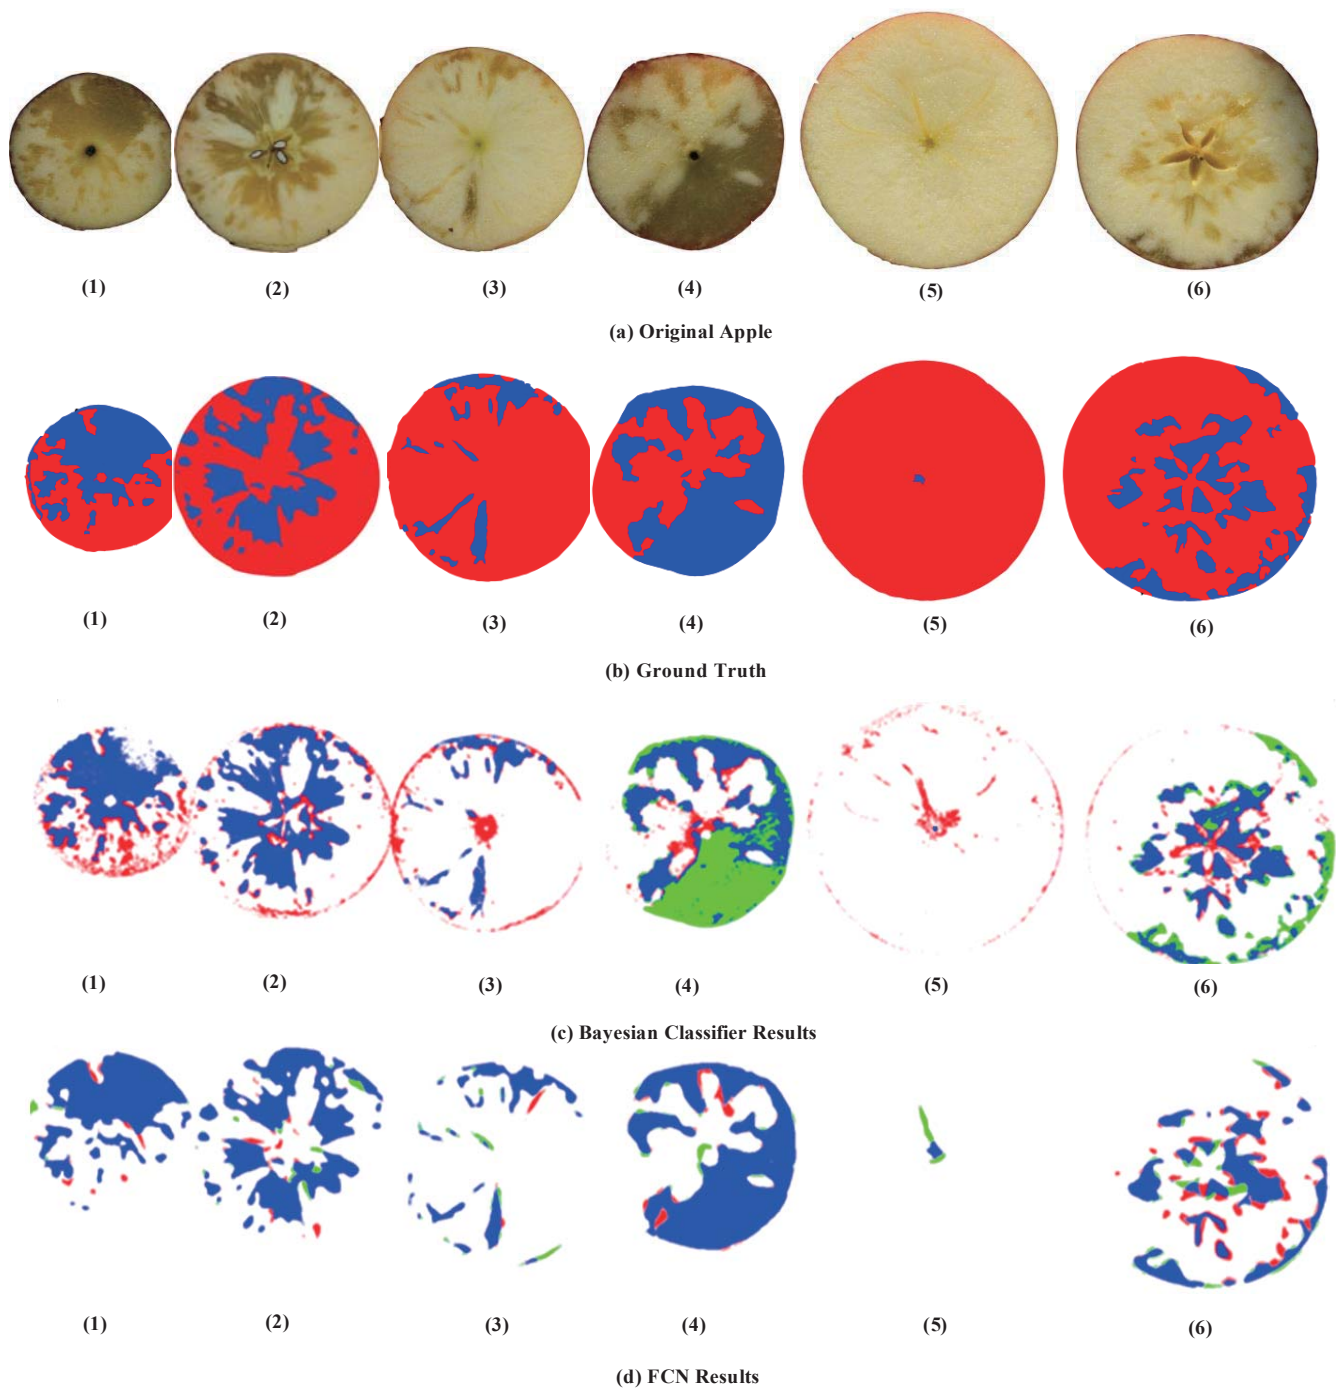 (1) (2) (3) (4) (5) (6)
(a) Original Apple
(1) (2) (3) (4) (5) (6)
(b) Ground Truth
(1) (2) (3) (4) (5) (6)
(c) Bayesian Classifier Results
(1) (2) (3) (4) (5) (6)
(d) FCN Results